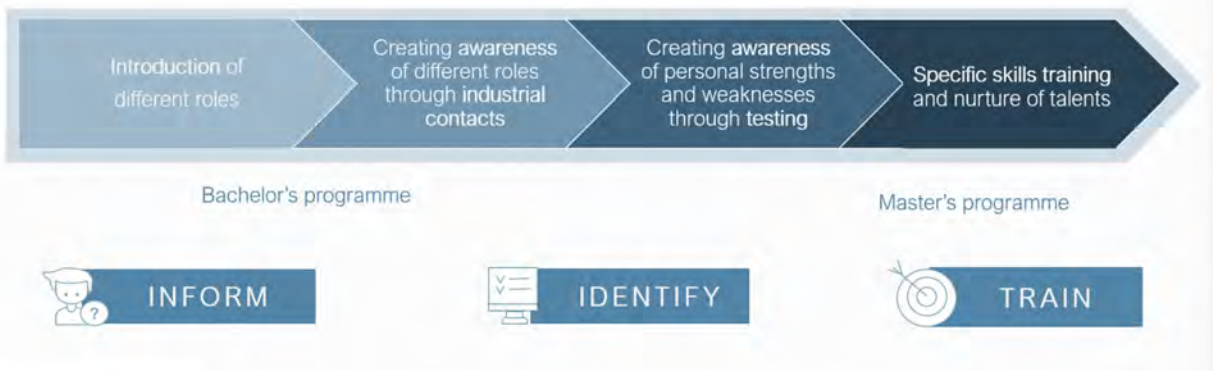 Introduction of
different roles
Creating awareness
of different roles
through industrial
contacts
Creating awareness
of personal strengths
and weaknesses
through testing
Specific skills training
and nurture of talents
Bachelor's programme
Master's programme
?
INFORM
IDENTIFY
TRAIN